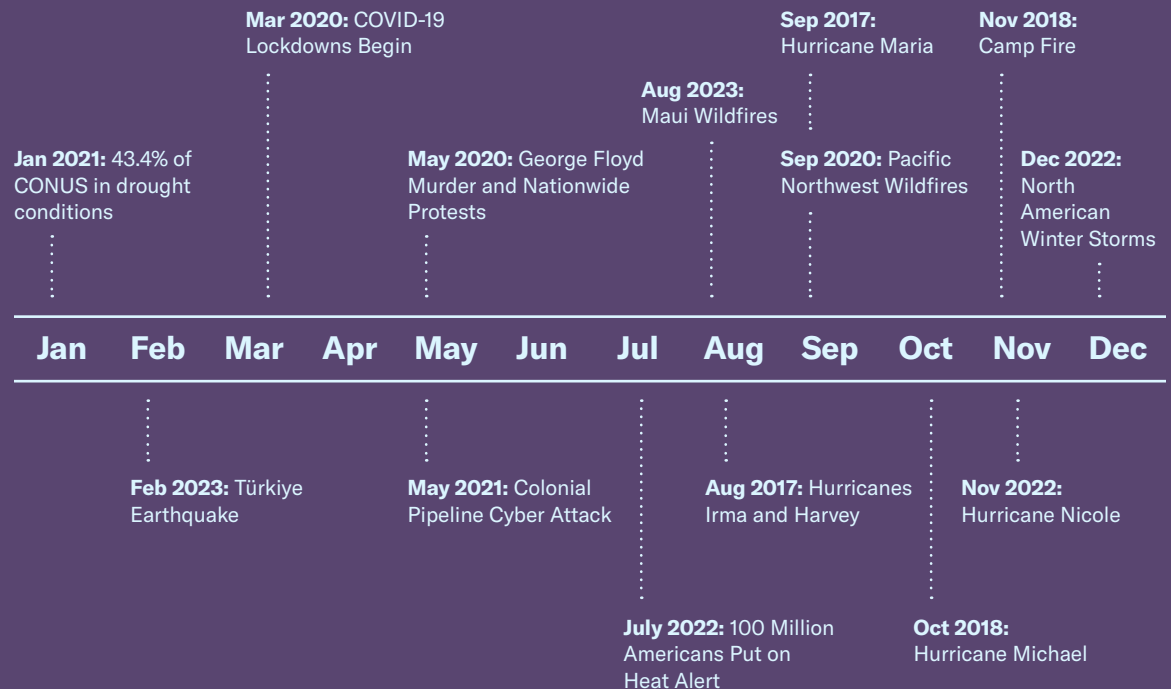 Mar 2020: COVID-19
Lockdowns Begin
Sep 2017:
Hurricane Maria
Nov 2018:
Camp Fire
Aug 2023:
Maui Wildfires
Jan 2021: 43.4% of
CONUS in drought
conditions
May 2020: George Floyd
Murder and Nationwide
Protests
Sep 2020: Pacific
Northwest Wildfires
Dec 2022:
North
American
Winter Storms
Jan Feb Mar Apr May Jun Jul Aug Sep Oct Nov Dec
Feb 2023: Türkiye
Earthquake
May 2021: Colonial
Pipeline Cyber Attack
Aug 2017: Hurricanes
Irma and Harvey
Nov 2022:
Hurricane Nicole
July 2022: 100 Million
Americans Put on
Heat Alert
Oct 2018:
Hurricane Michael